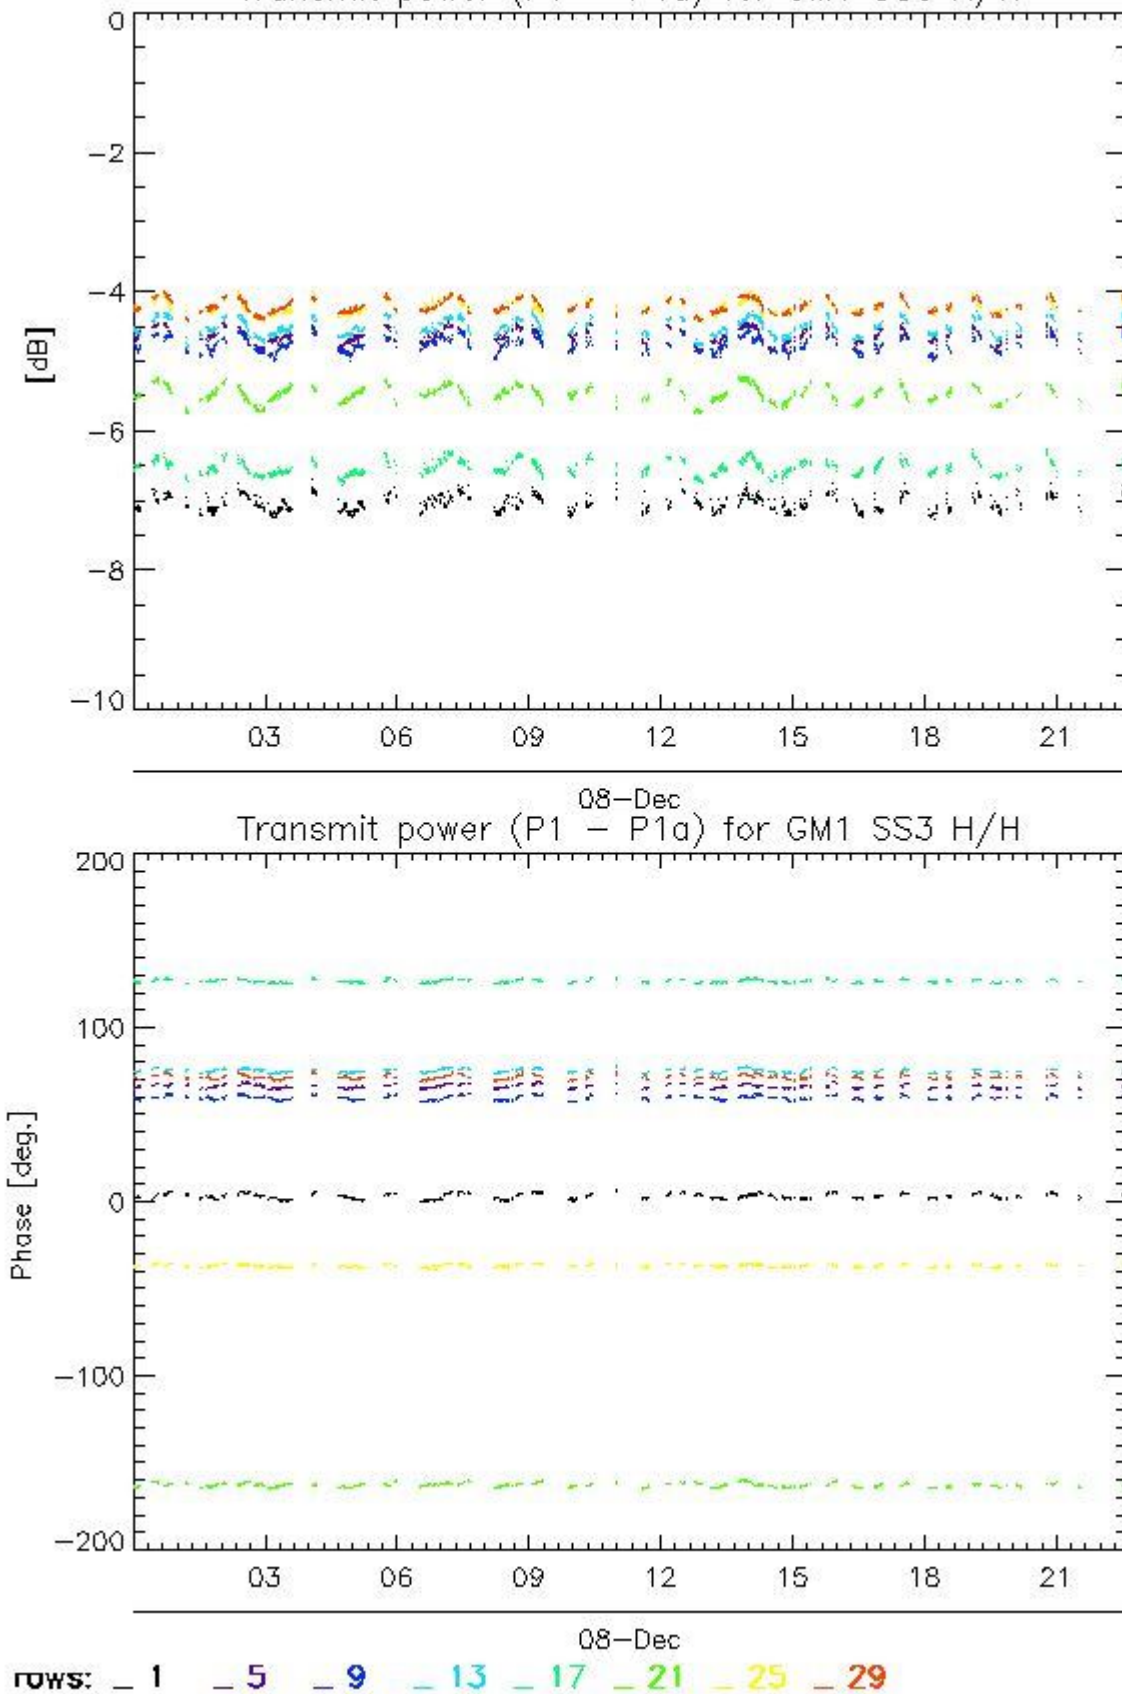 0
−2
−4
[dB]
−6
−8
−10
03 06 09 12 15 18 21
08−Dec
Transmit power (P1 − P1a) for GM1 SS3 H/H
200
100
Phase [deg.]
0
−100
−200
03 06 09 12 15 18 21
08−Dec
rows: _ 1 _ 5 _ 9 _ 13 _ 17 _ 21 _ 25 _ 29